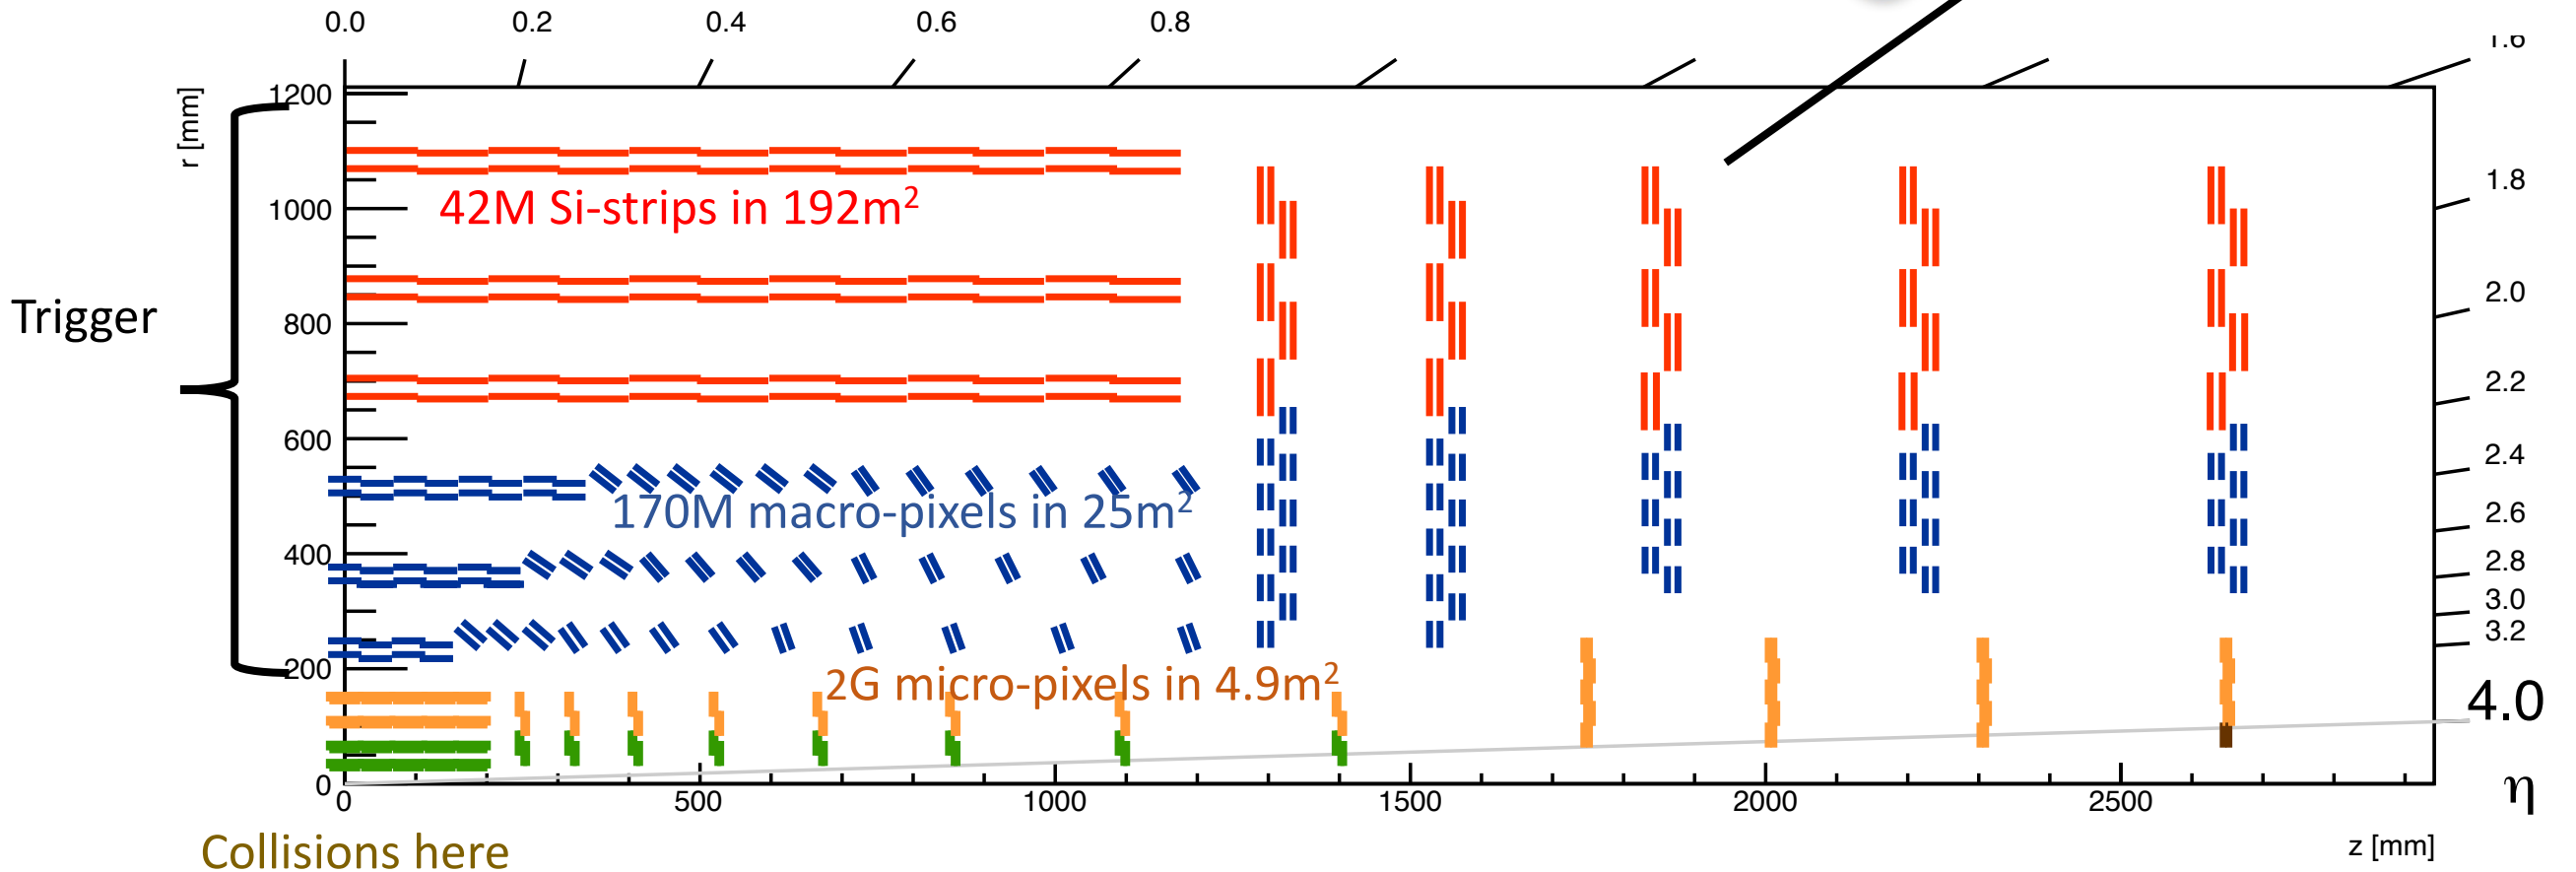 0.0 0.2 0.4 0.6 0.8
1.6
r [mm]
1200
1000
800
600
400
200
0
42M Si-strips in 192m²
Trigger
170M macro-pixels in 25m²
2G micro-pixels in 4.9m²
1.8
2.0
2.2
2.4
2.6
2.8
3.0
3.2
4.0
η
0 500 1000 1500 2000 2500
z [mm]
Collisions here